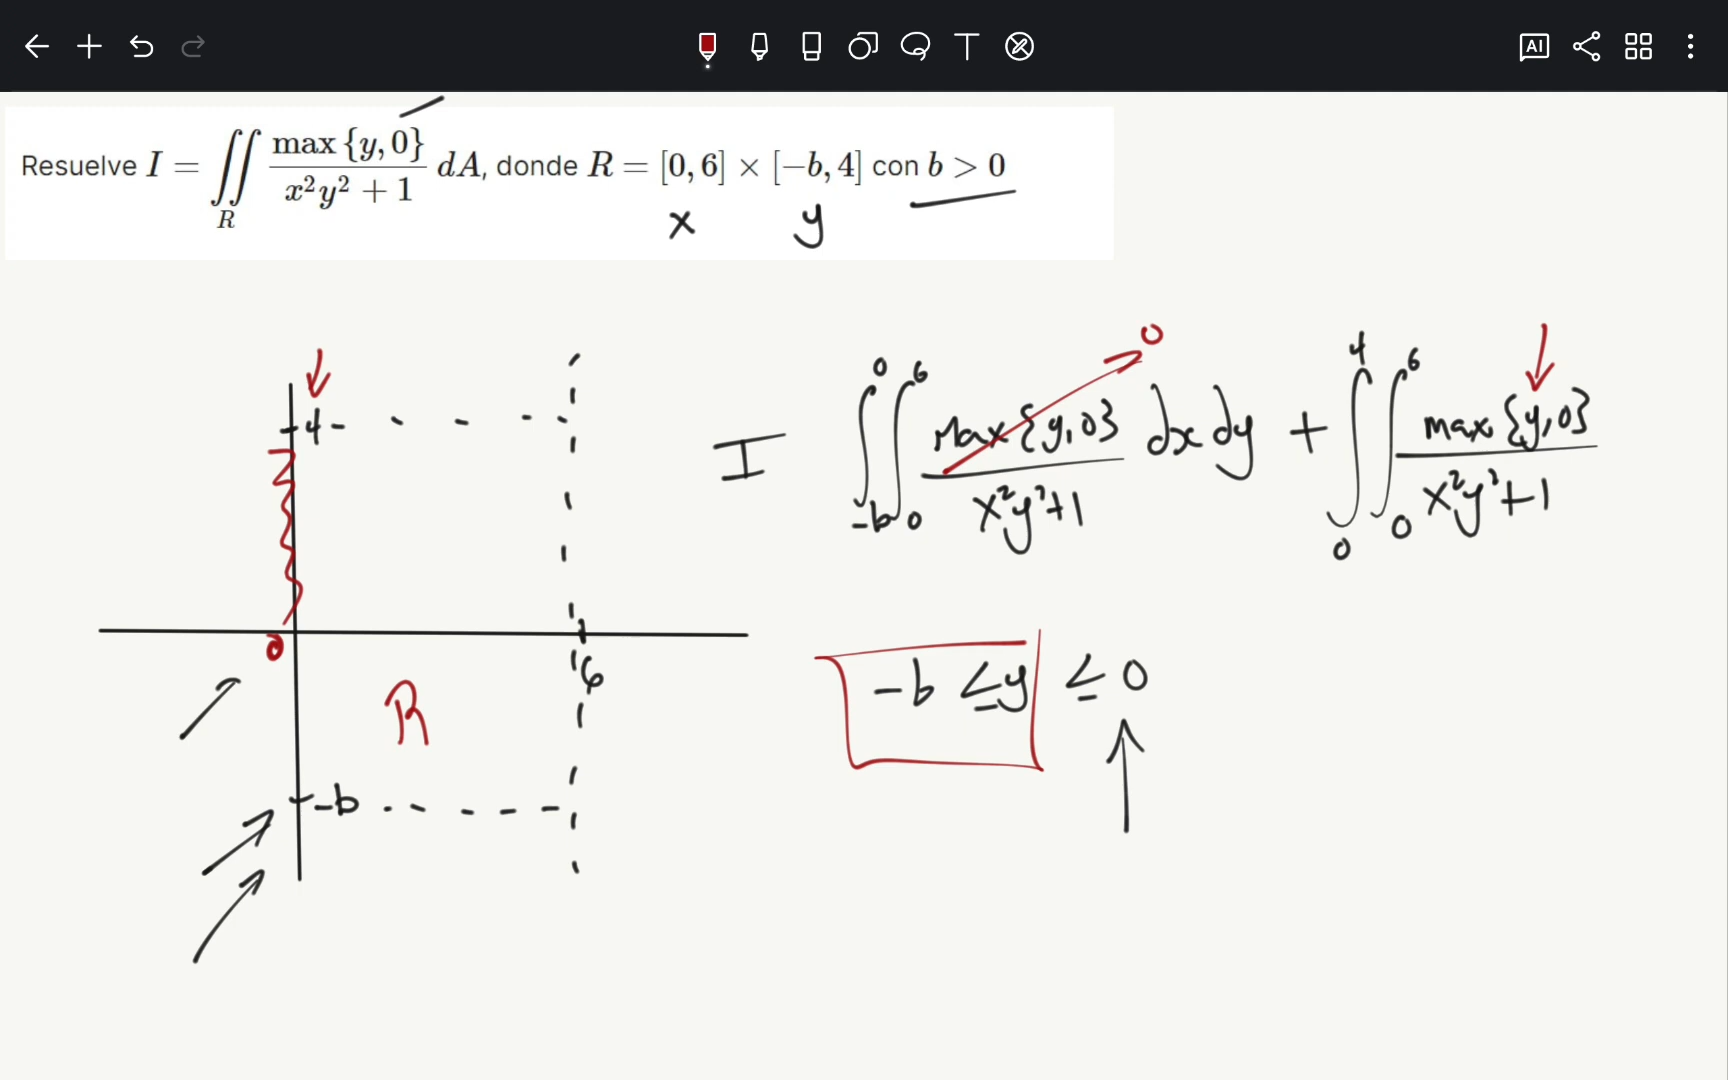 AI
Resuelve I = ∬_R max {y, 0} / (x²y² + 1) dA, donde R = [0, 6] × [−b, 4] con b > 0
x y
4
0
6
R
-b
I ∫_{-b}^{0} ∫_{0}^{6} Max{y,0} / (x²y²+1) dx dy + ∫_{0}^{4} ∫_{0}^{6} max{y,0} / (x²y²+1)
0
-b ≤ y ≤ 0